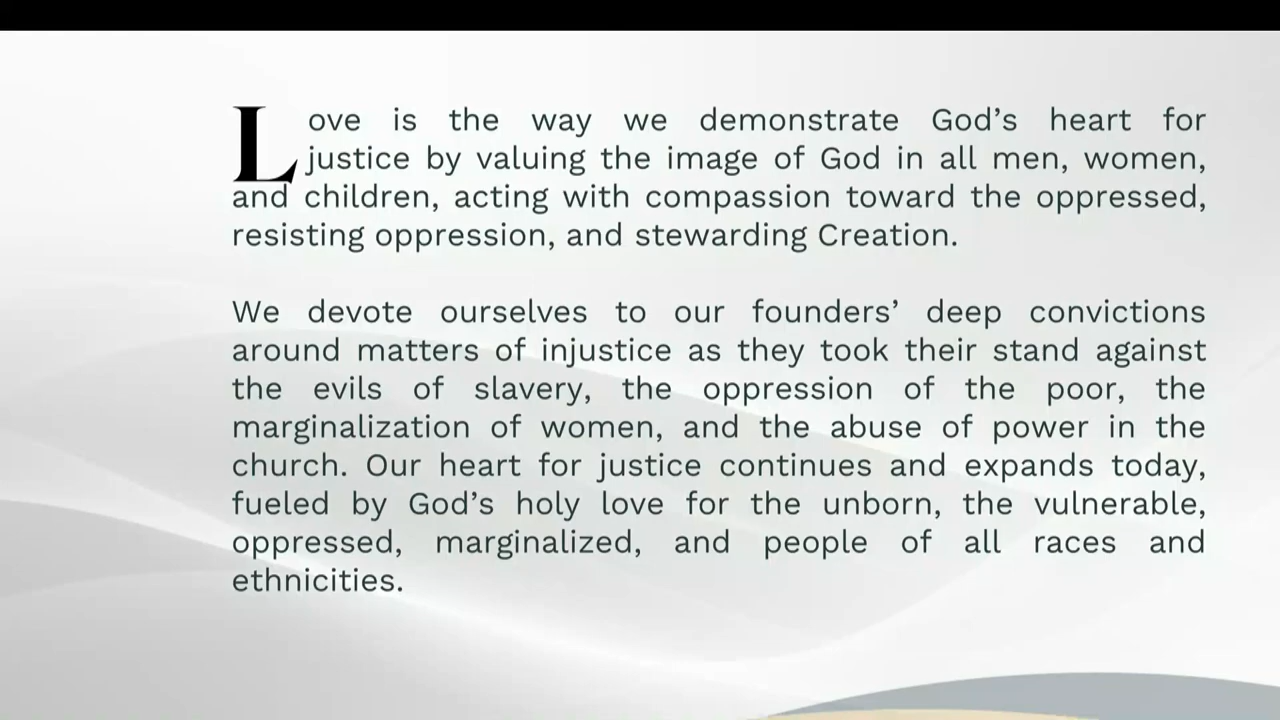 Love is the way we demonstrate God’s heart for
justice by valuing the image of God in all men, women,
and children, acting with compassion toward the oppressed,
resisting oppression, and stewarding Creation.
We devote ourselves to our founders’ deep convictions
around matters of injustice as they took their stand against
the evils of slavery, the oppression of the poor, the
marginalization of women, and the abuse of power in the
church. Our heart for justice continues and expands today,
fueled by God’s holy love for the unborn, the vulnerable,
oppressed, marginalized, and people of all races and
ethnicities.